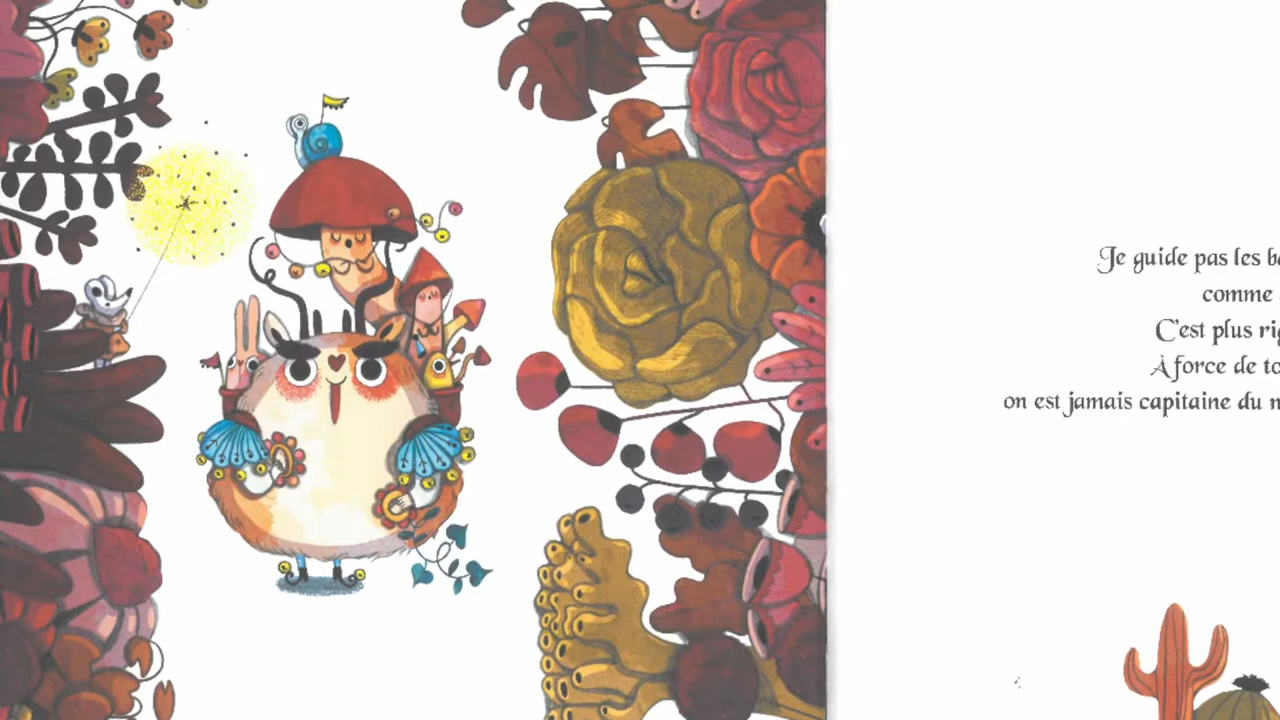 Je guide pas les
comme
C'est plus
À force de
on est jamais capitaine du